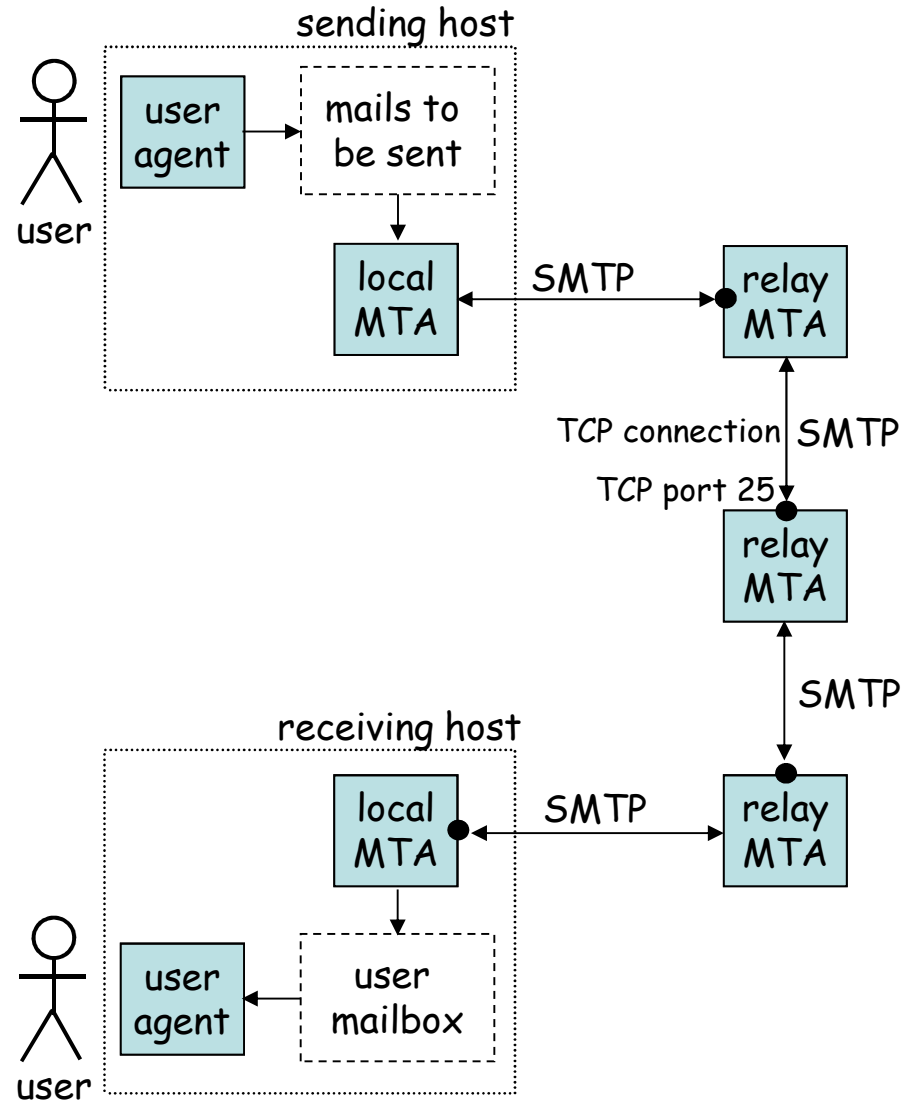 sending host
user
agent
mails to
be sent
user
local
MTA
SMTP
relay
MTA
TCP connection
SMTP
TCP port 25
relay
MTA
SMTP
receiving host
local
MTA
SMTP
relay
MTA
user
agent
user
mailbox
user